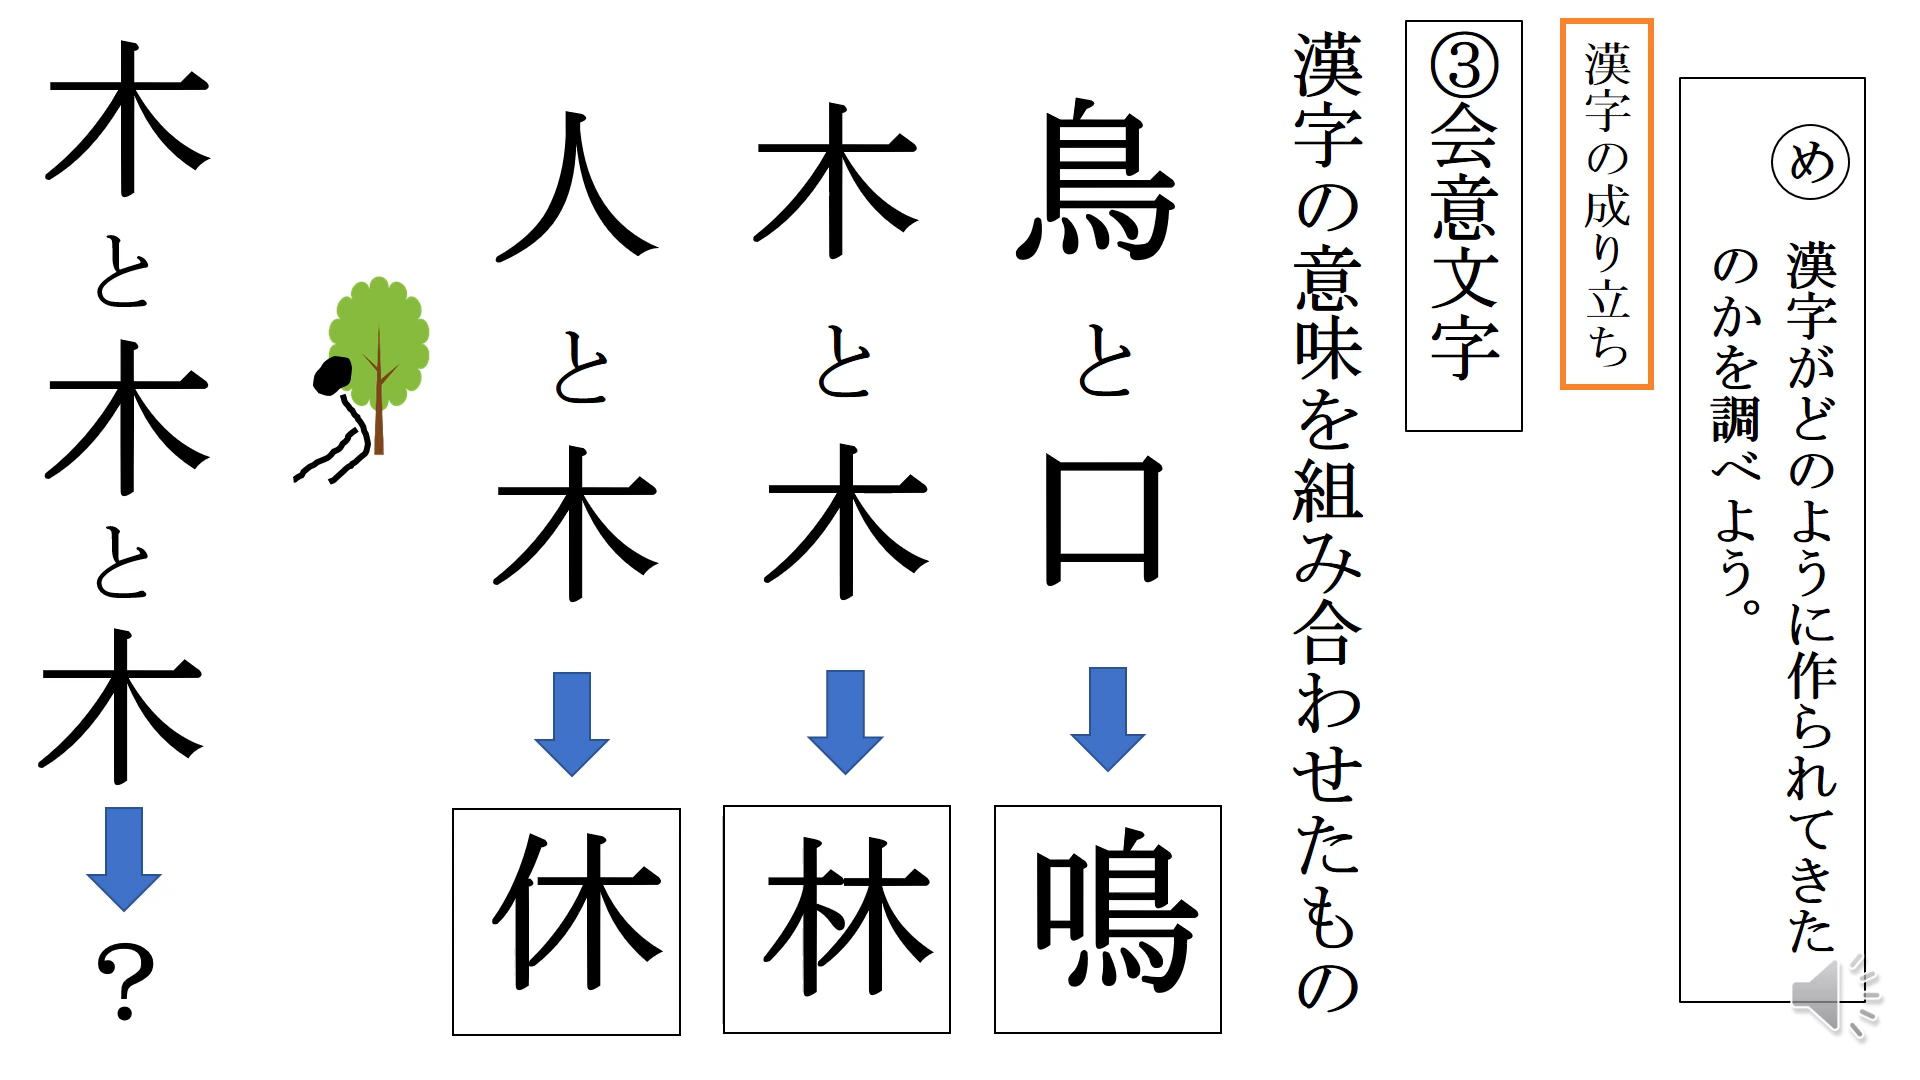 め
漢字がどのように作られてきた
のかを調べよう。
漢字の成り立ち
③会意文字
漢字の意味を組み合わせたもの
鳥と口
鳴
木と木
林
人と木
休
木と木と木
?